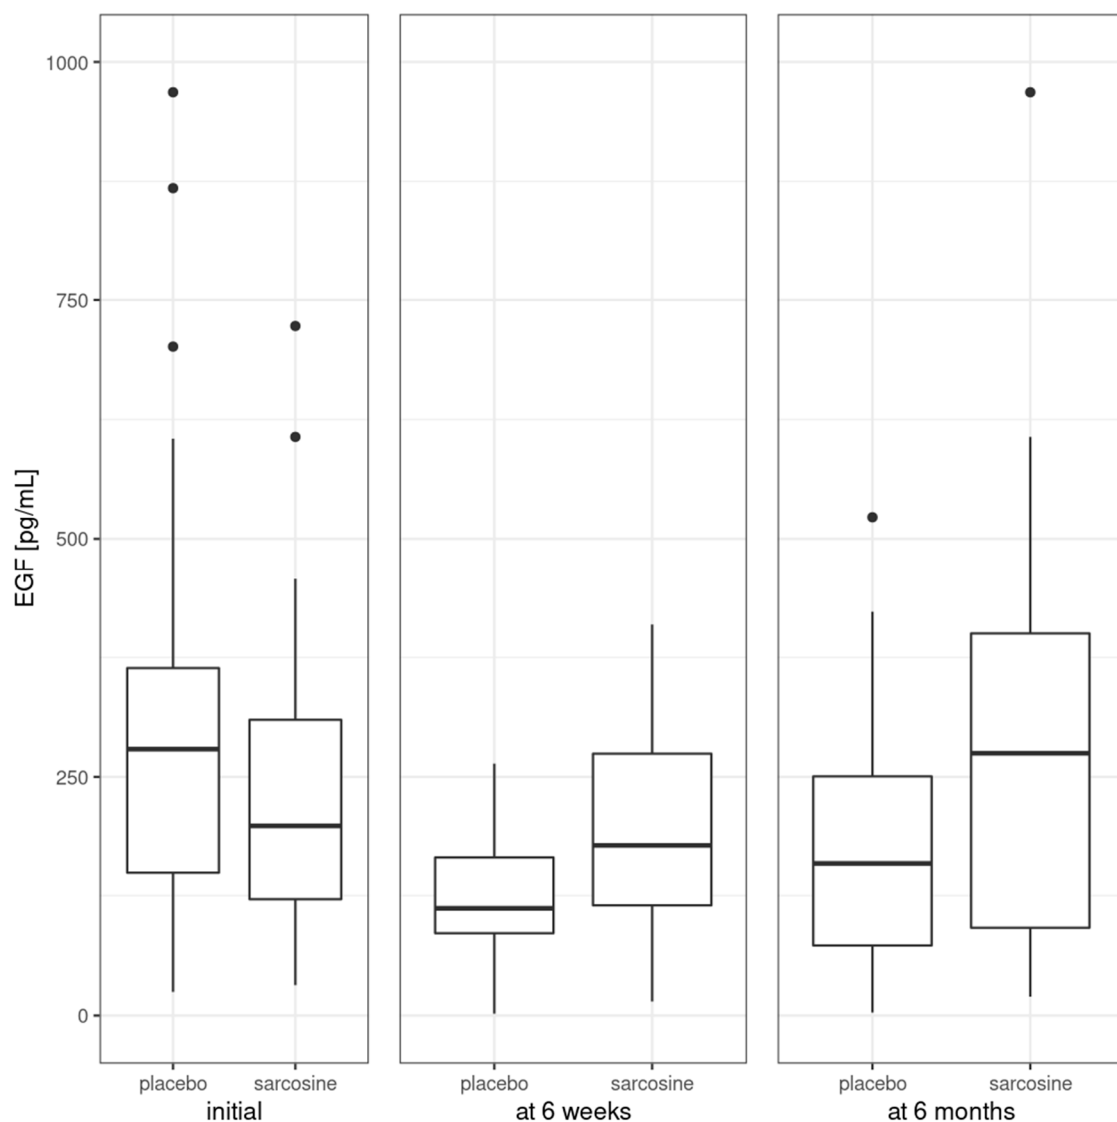 EGF [pg/mL]
1000
750
500
250
0
placebo sarcosine
initial
placebo sarcosine
at 6 weeks
placebo sarcosine
at 6 months